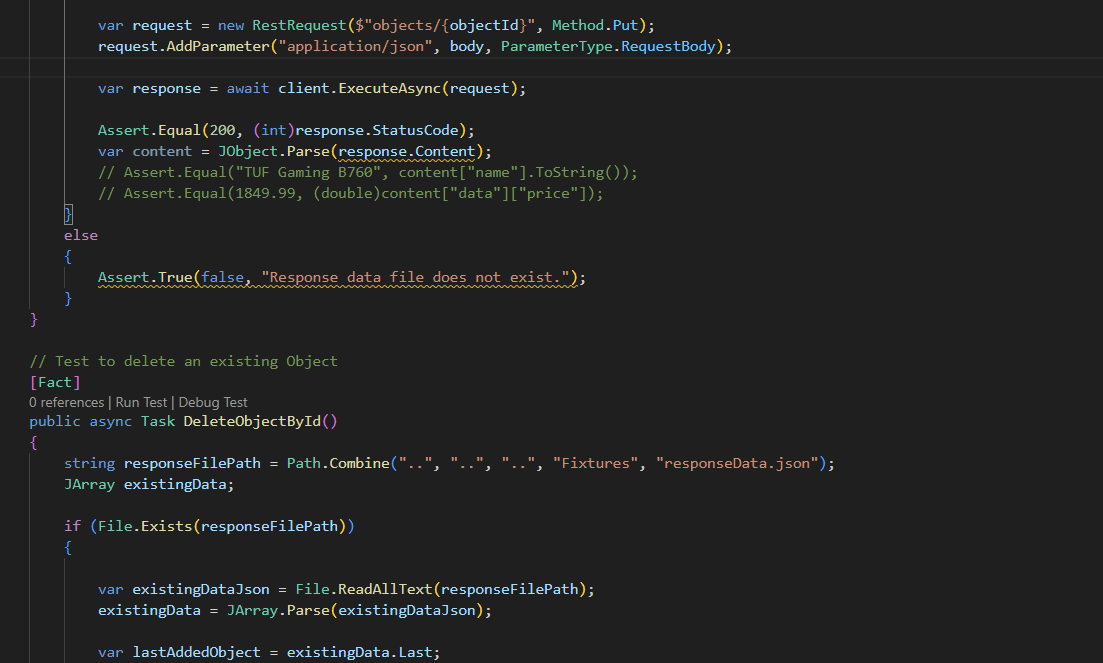 var request = new RestRequest($"objects/{objectId}", Method.Put);
request.AddParameter("application/json", body, ParameterType.RequestBody);
var response = await client.ExecuteAsync(request);
Assert.Equal(200, (int)response.StatusCode);
var content = JObject.Parse(response.Content);
// Assert.Equal("TUF Gaming B760", content["name"].ToString());
// Assert.Equal(1849.99, (double)content["data"]["price"]);
}
else
{
Assert.True(false, "Response data file does not exist.");
}
}
// Test to delete an existing Object
[Fact]
0 references | Run Test | Debug Test
public async Task DeleteObjectById()
{
string responseFilePath = Path.Combine("..", "..", "..", "Fixtures", "responseData.json");
JArray existingData;
if (File.Exists(responseFilePath))
{
var existingDataJson = File.ReadAllText(responseFilePath);
existingData = JArray.Parse(existingDataJson);
var lastAddedObject = existingData.Last;